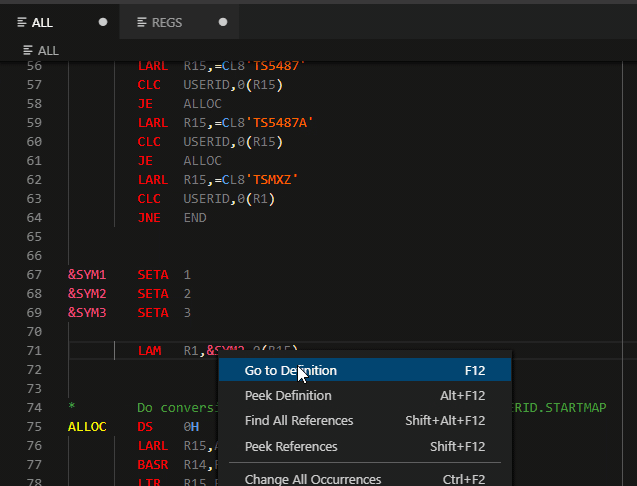 ALL REGS
ALL
56 LARL R15,=CL8'TS5487'
57 CLC USERID,0(R15)
58 JE ALLOC
59 LARL R15,=CL8'TS5487A'
60 CLC USERID,0(R15)
61 JE ALLOC
62 LARL R15,=CL8'TSMXZ'
63 CLC USERID,0(R1)
64 JNE END
65
66
67 &SYM1 SETA 1
68 &SYM2 SETA 2
69 &SYM3 SETA 3
70
71 LAM R1,&SYM2,0(R15)
72
73
74 * Do conversi ERID.STARTMAP
75 ALLOC DS 0H
76 LARL R15,
77 BASR R14,
78 LTR R15,
Go to Definition F12
Peek Definition Alt+F12
Find All References Shift+Alt+F12
Peek References Shift+F12
Change All Occurrences Ctrl+F2